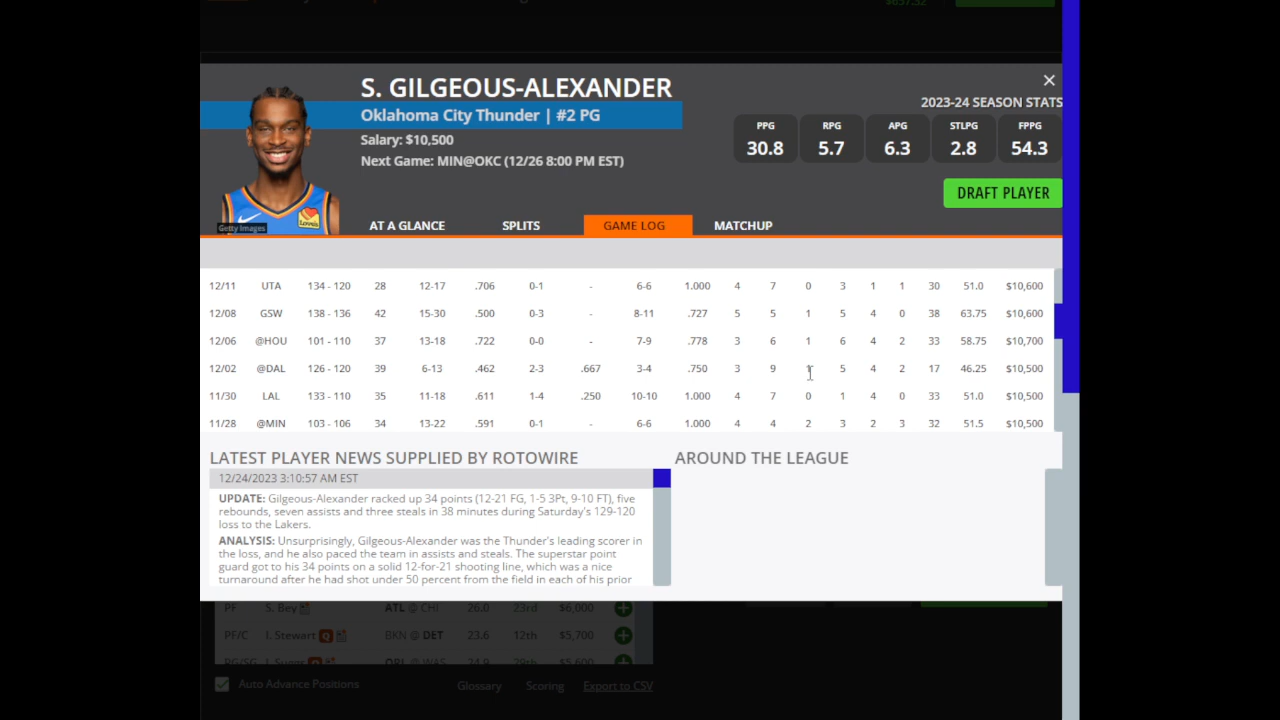 S. GILGEOUS-ALEXANDER
Oklahoma City Thunder | #2 PG
Salary: $10,500
Next Game: MIN@OKC (12/26 8:00 PM EST)
Getty Images
2023-24 SEASON STATS
PPG RPG APG STLPG FPPG
30.8 5.7 6.3 2.8 54.3
DRAFT PLAYER
AT A GLANCE SPLITS GAME LOG MATCHUP
12/11 UTA 134 - 120 28 12-17 .706 0-1 - 6-6 1.000 4 7 0 3 1 1 30 51.0 $10,600
12/08 GSW 138 - 136 42 15-30 .500 0-3 - 8-11 .727 5 5 1 5 4 0 38 63.75 $10,600
12/06 @HOU 101 - 110 37 13-18 .722 0-0 - 7-9 .778 3 6 1 6 4 2 33 58.75 $10,700
12/02 @DAL 126 - 120 39 6-13 .462 2-3 .667 3-4 .750 3 9 1 5 4 2 17 46.25 $10,500
11/30 LAL 133 - 110 35 11-18 .611 1-4 .250 10-10 1.000 4 7 0 1 4 0 33 51.0 $10,500
11/28 @MIN 103 - 106 34 13-22 .591 0-1 - 6-6 1.000 4 4 2 3 2 3 32 51.5 $10,500
LATEST PLAYER NEWS SUPPLIED BY ROTOWIRE
12/24/2023 3:10:57 AM EST
UPDATE: Gilgeous-Alexander racked up 34 points (12-21 FG, 1-5 3Pt, 9-10 FT), five
rebounds, seven assists and three steals in 38 minutes during Saturday's 129-120
loss to the Lakers.
ANALYSIS: Unsurprisingly, Gilgeous-Alexander was the Thunder's leading scorer in
the loss, and he also paced the team in assists and steals. The superstar point
guard got to his 34 points on a solid 12-for-21 shooting line, which was a nice
turnaround after he had shot under 50 percent from the field in each of his prior
AROUND THE LEAGUE
PF S. Bey ATL @ CHI 26.0 23rd $6,000
PF/C I. Stewart Q BKN @ DET 23.6 12th $5,700
PG/SG J. Suggs Q ORL @ WAS 24.9 29th $5,600
Auto Advance Positions Glossary Scoring Export to CSV